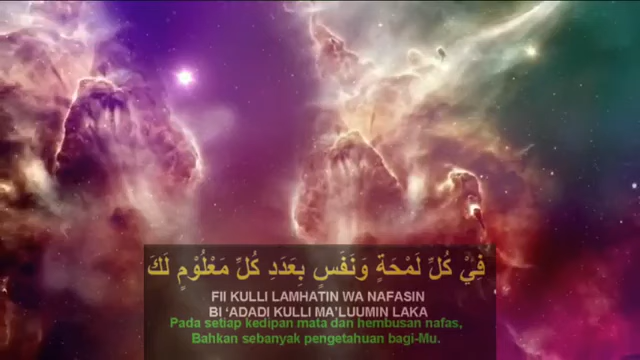 فِيْ كُلِّ لَمْحَةٍ وَنَفَسٍ بِعَدَدِ كُلِّ مَعْلُوْمٍ لَكَ
FII KULLI LAMHATIN WA NAFASIN
BI ‘ADADI KULLI MA’LUUMIN LAKA
Pada setiap kedipan mata dan hembusan nafas,
Bahkan sebanyak pengetahuan bagi-Mu.